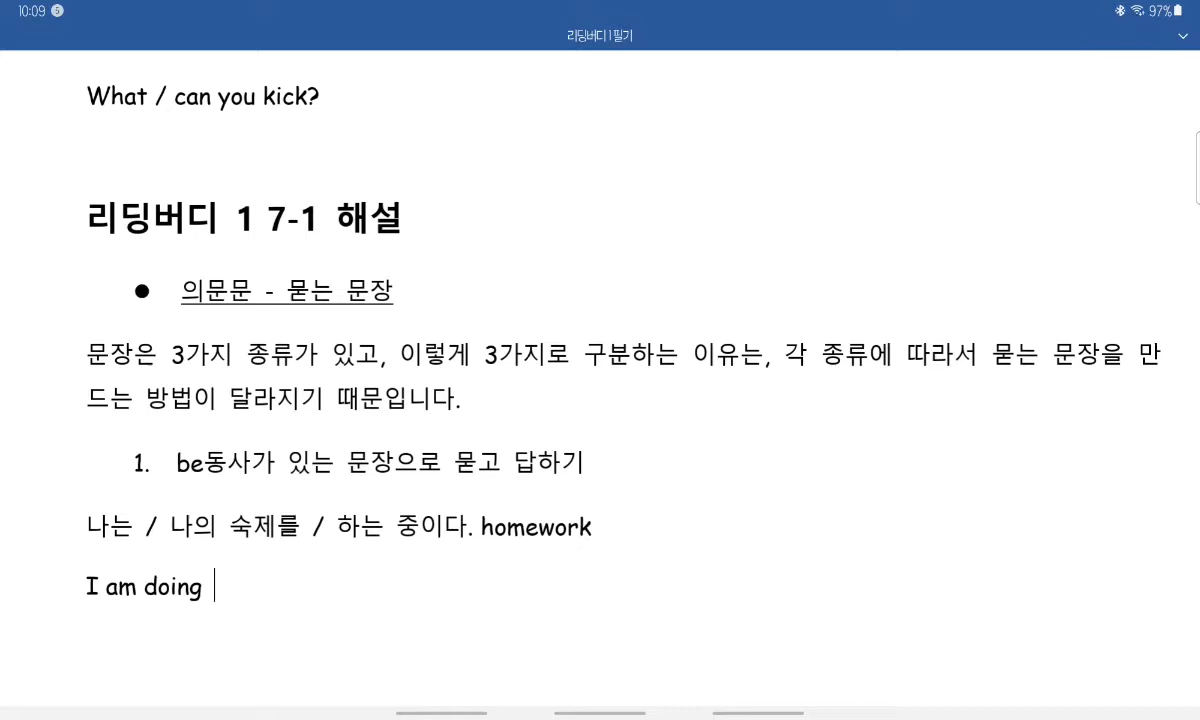 10:09 5 97%
리딩버디1필기
What / can you kick?
리딩버디 1 7-1 해설
● 의문문 - 묻는 문장
문장은 3가지 종류가 있고, 이렇게 3가지로 구분하는 이유는, 각 종류에 따라서 묻는 문장을 만
드는 방법이 달라지기 때문입니다.
1. be동사가 있는 문장으로 묻고 답하기
나는 / 나의 숙제를 / 하는 중이다. homework
I am doing